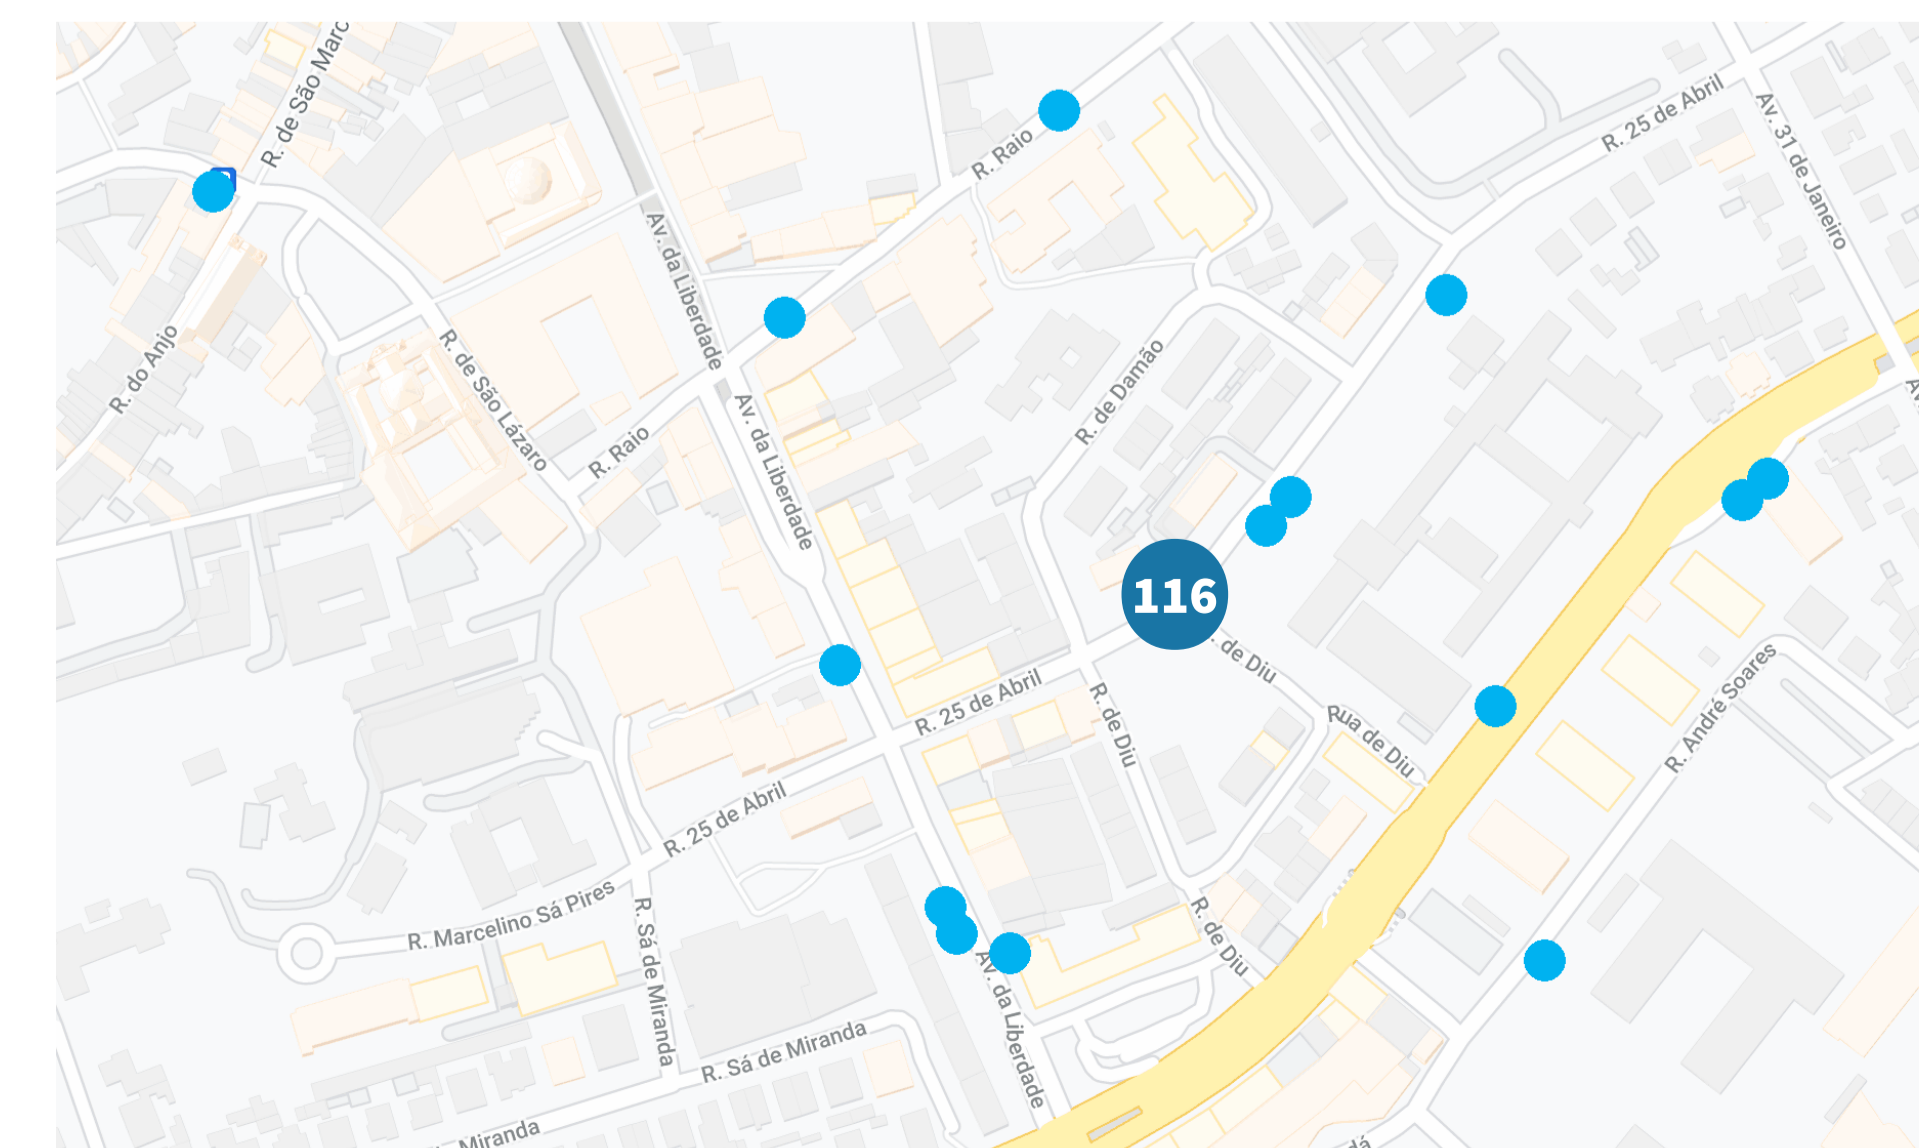 R. de São Marc
R. Raio
R. 25 de Abril
Av. 31 de Janeiro
Av. da Liberdade
R. do Anjo
R. de São Lázaro
R. de Damão
Av. da Liberdade
R. Raio
116
. de Diu
R. 25 de Abril
R. de Diu
Rua de Diu
R. André Soares
R. 25 de Abril
R. Marcelino Sá Pires
R. Sá de Miranda
R. de Diu
Av. da Liberdade
R. Sá de Miranda
Miranda